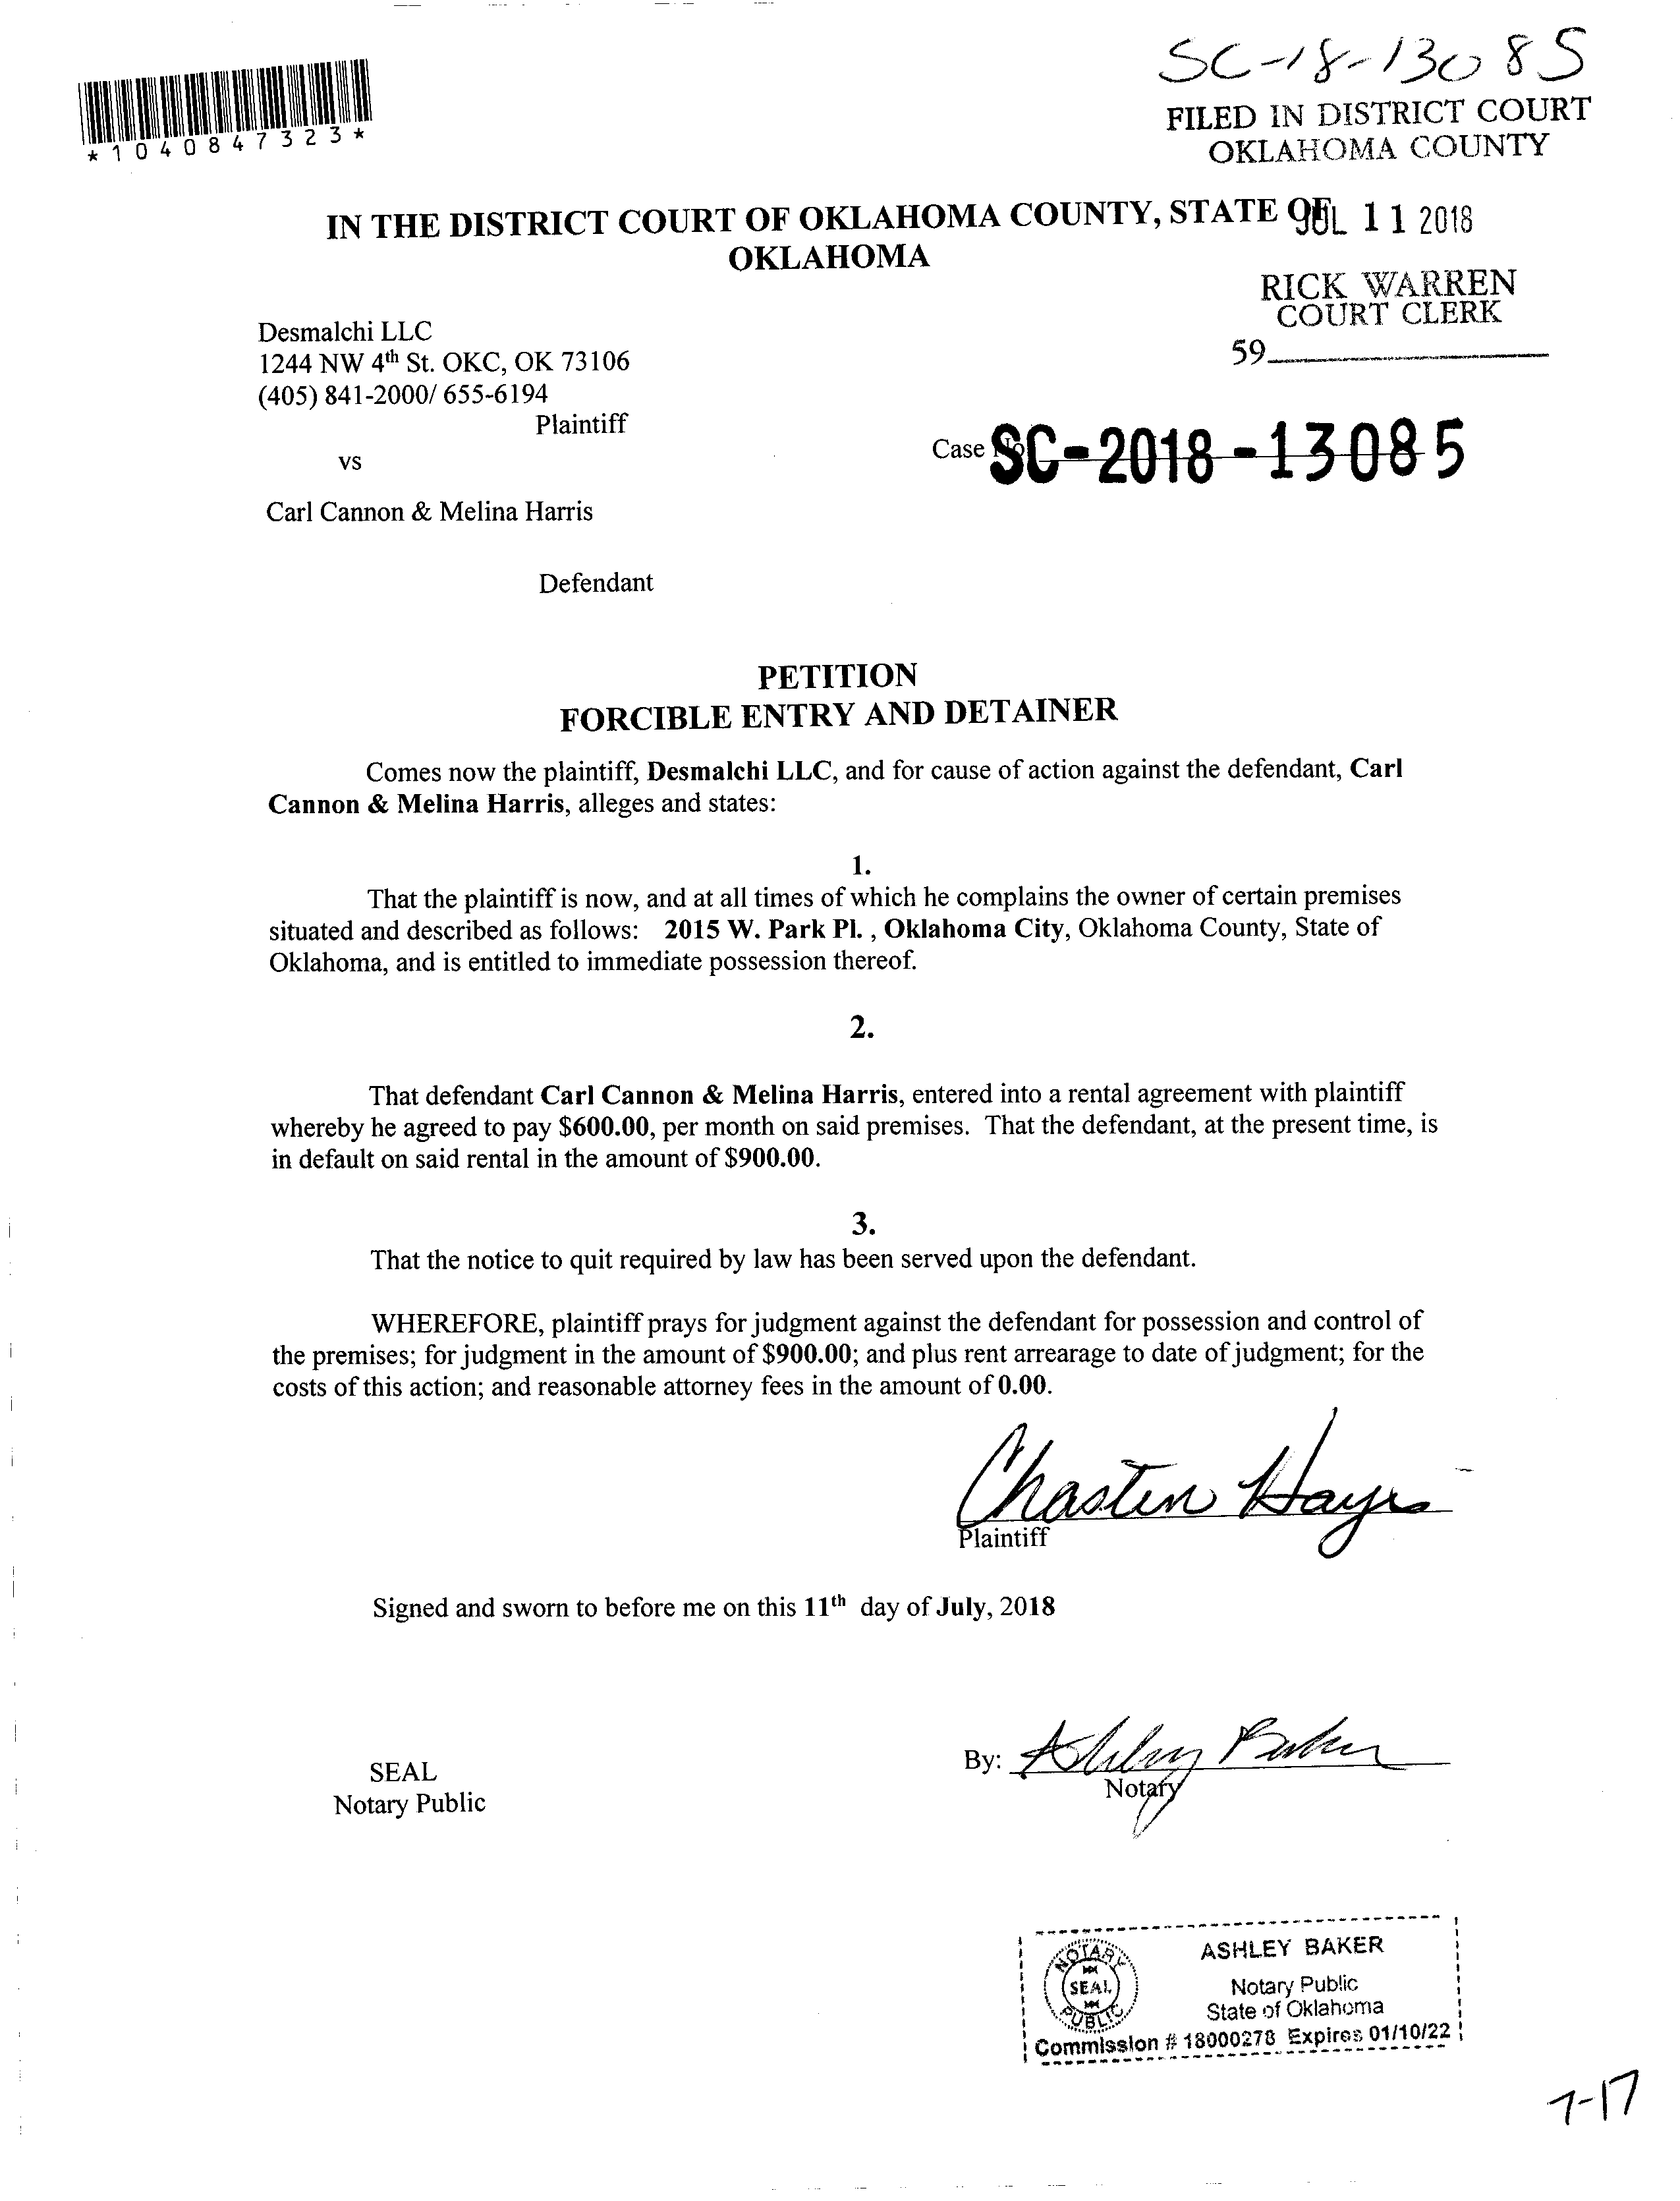 SC-18-13085
*1040847323*
FILED IN DISTRICT COURT
OKLAHOMA COUNTY
IN THE DISTRICT COURT OF OKLAHOMA COUNTY, STATE OF
JUL 11 2018
OKLAHOMA
RICK WARREN
COURT CLERK
59
Desmalchi LLC
1244 NW 4th St. OKC, OK 73106
(405) 841-2000/ 655-6194
Plaintiff
vs
Case No. SC-2018-13085
Carl Cannon & Melina Harris
Defendant
PETITION
FORCIBLE ENTRY AND DETAINER
Comes now the plaintiff, Desmalchi LLC, and for cause of action against the defendant, Carl
Cannon & Melina Harris, alleges and states:
1.
That the plaintiff is now, and at all times of which he complains the owner of certain premises
situated and described as follows: 2015 W. Park Pl. , Oklahoma City, Oklahoma County, State of
Oklahoma, and is entitled to immediate possession thereof.
2.
That defendant Carl Cannon & Melina Harris, entered into a rental agreement with plaintiff
whereby he agreed to pay $600.00, per month on said premises. That the defendant, at the present time, is
in default on said rental in the amount of $900.00.
3.
That the notice to quit required by law has been served upon the defendant.
WHEREFORE, plaintiff prays for judgment against the defendant for possession and control of
the premises; for judgment in the amount of $900.00; and plus rent arrearage to date of judgment; for the
costs of this action; and reasonable attorney fees in the amount of 0.00.
Chasten Hays
Plaintiff
Signed and sworn to before me on this 11th day of July, 2018
By: Ashley Baker
Notary
SEAL
Notary Public
NOTARY
SEAL
PUBLIC
ASHLEY BAKER
Notary Public
State of Oklahoma
Commission # 18000278 Expires 01/10/22
7-17